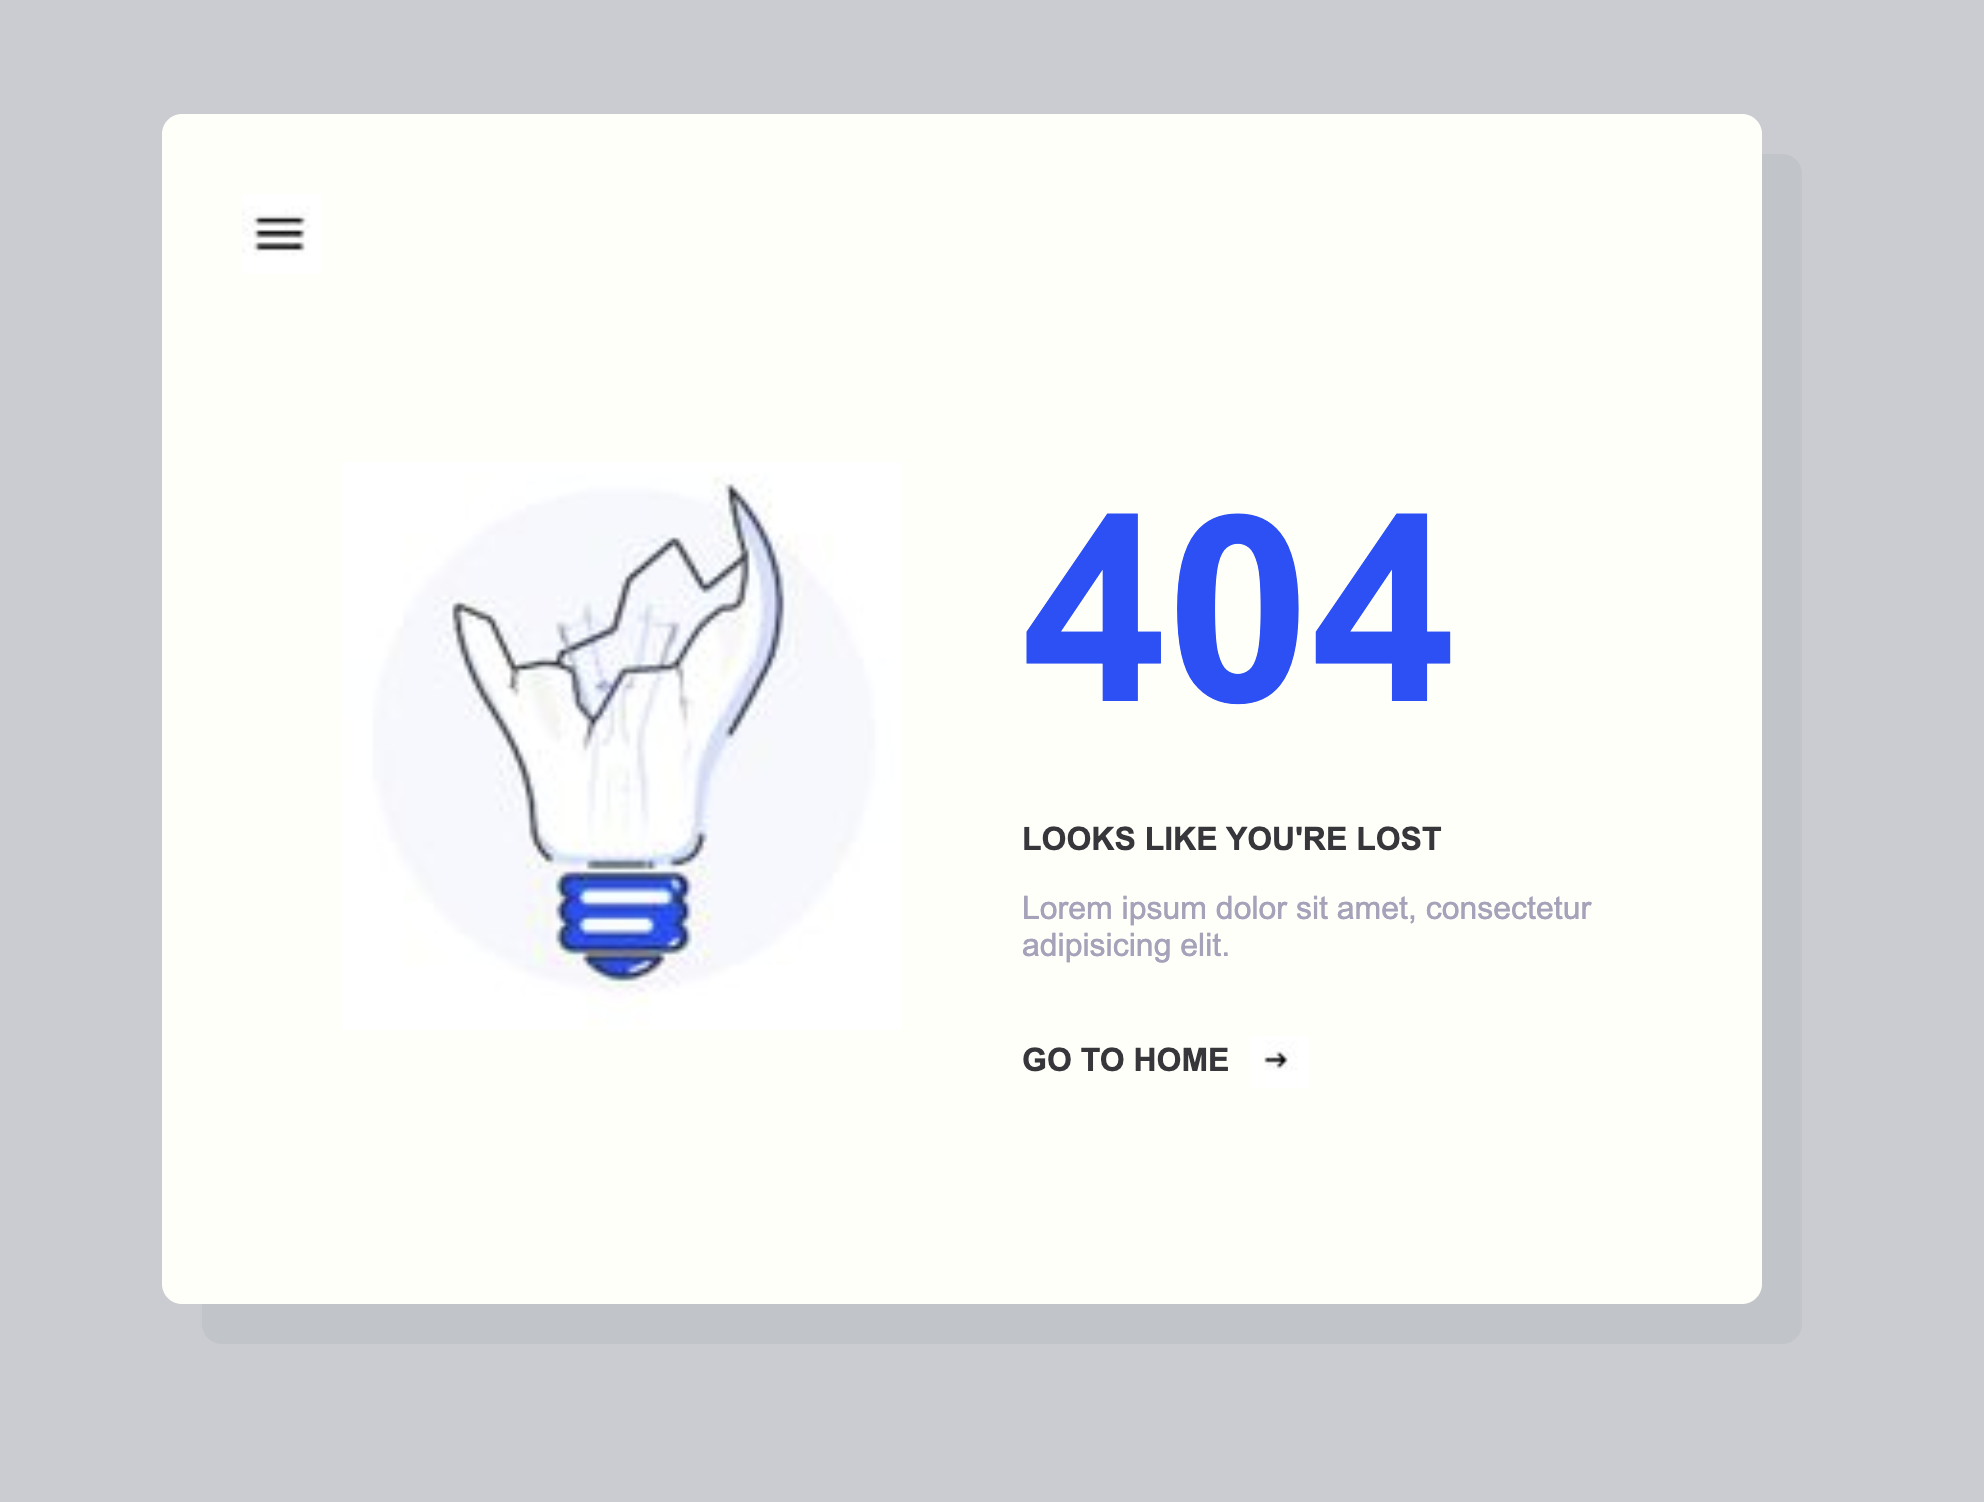 404
LOOKS LIKE YOU'RE LOST
Lorem ipsum dolor sit amet, consectetur
adipisicing elit.
GO TO HOME